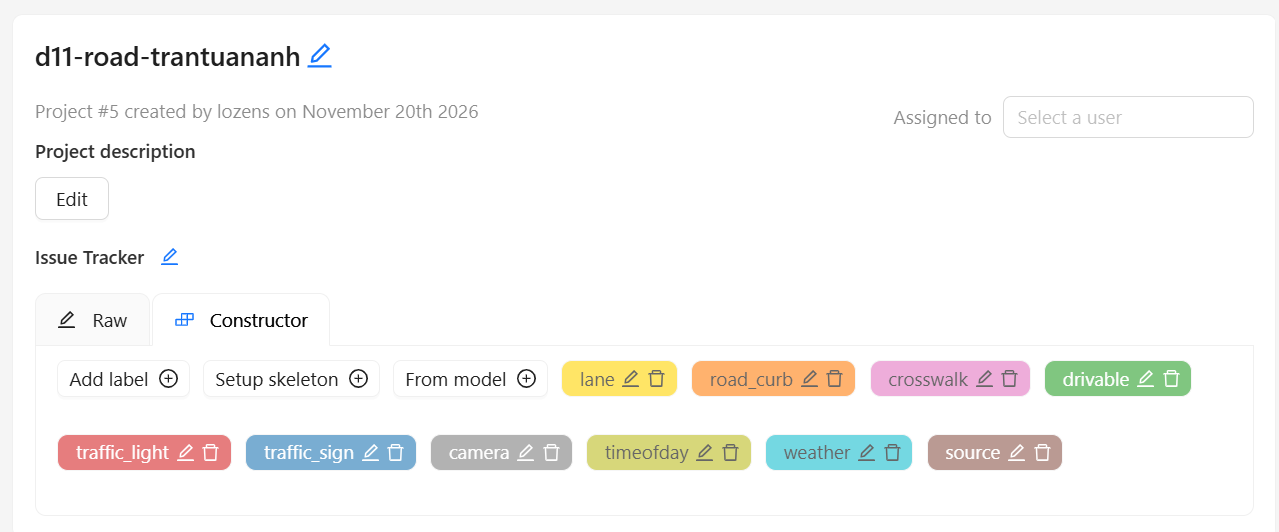 d11-road-trantuananh
Project #5 created by lozens on November 20th 2026
Assigned to Select a user
Project description
Edit
Issue Tracker
Raw Constructor
Add label Setup skeleton From model lane road_curb crosswalk drivable
traffic_light traffic_sign camera timeofday weather source